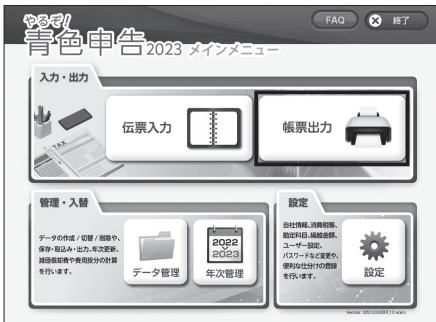 やるぞ!
青色申告2023 メインメニュー
FAQ
終了
入力・出力
TAX
伝票入力
帳票出力
管理・入替
データの作成 / 切替 / 削除や、
保存・取込み・出力、年次更新、
減価償却費や費用按分の計算
を行います。
データ管理
2022
2023
年次管理
設定
自社情報、消費税等、
勘定科目、繰越金額、
ユーザー設定、
パスワードなど変更や、
便利な仕分けの登録
を行います。
設定